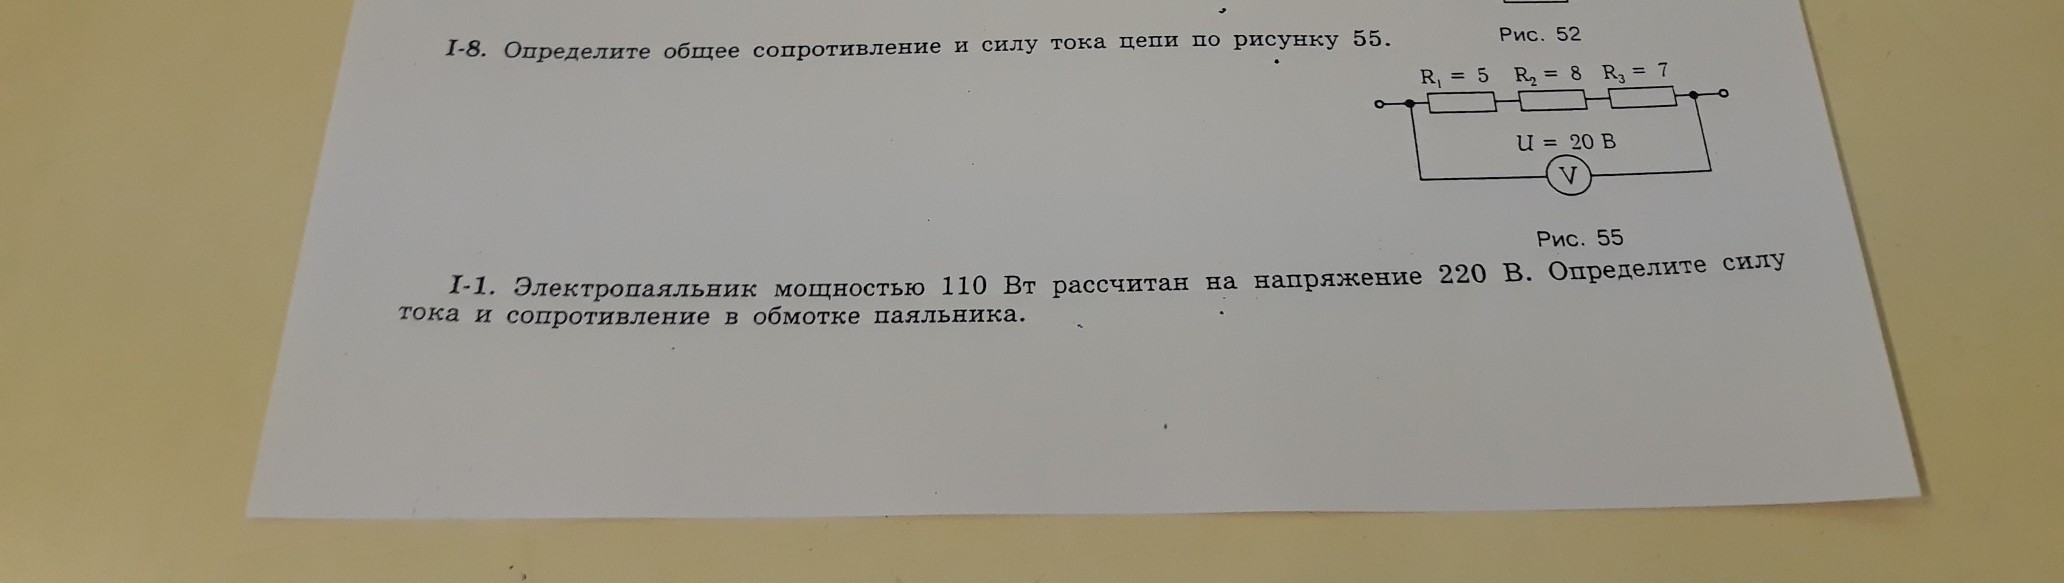 I-8. Определите общее сопротивление и силу тока цепи по рисунку 55.
Рис. 52
R₁ = 5 R₂ = 8 R₃ = 7
U = 20 В
V
Рис. 55
I-1. Электропаяльник мощностью 110 Вт рассчитан на напряжение 220 В. Определите силу
тока и сопротивление в обмотке паяльника.